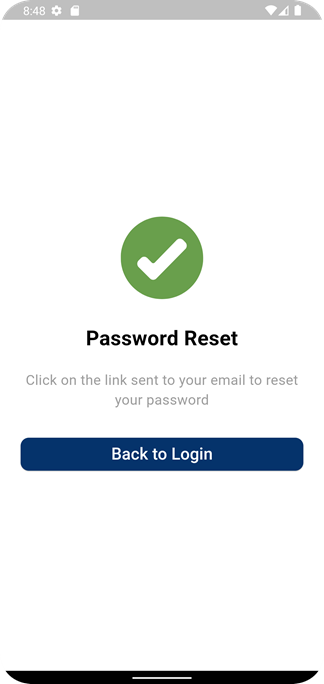 8:48
Password Reset
Click on the link sent to your email to reset
your password
Back to Login